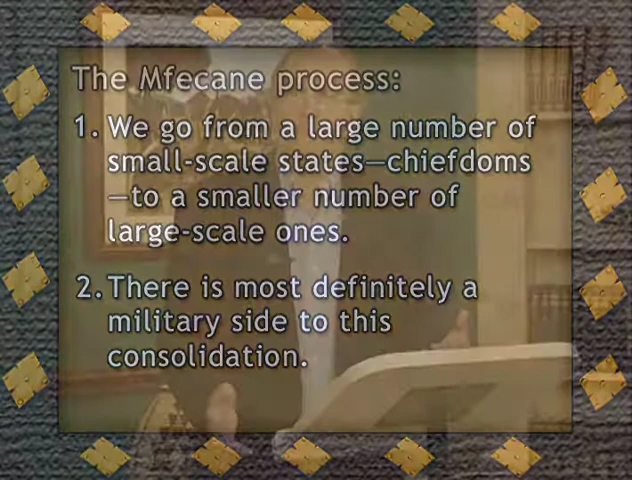 The Mfecane process:
1. We go from a large number of
small-scale states—chiefdoms
—to a smaller number of
large-scale ones.
2. There is most definitely a
military side to this
consolidation.